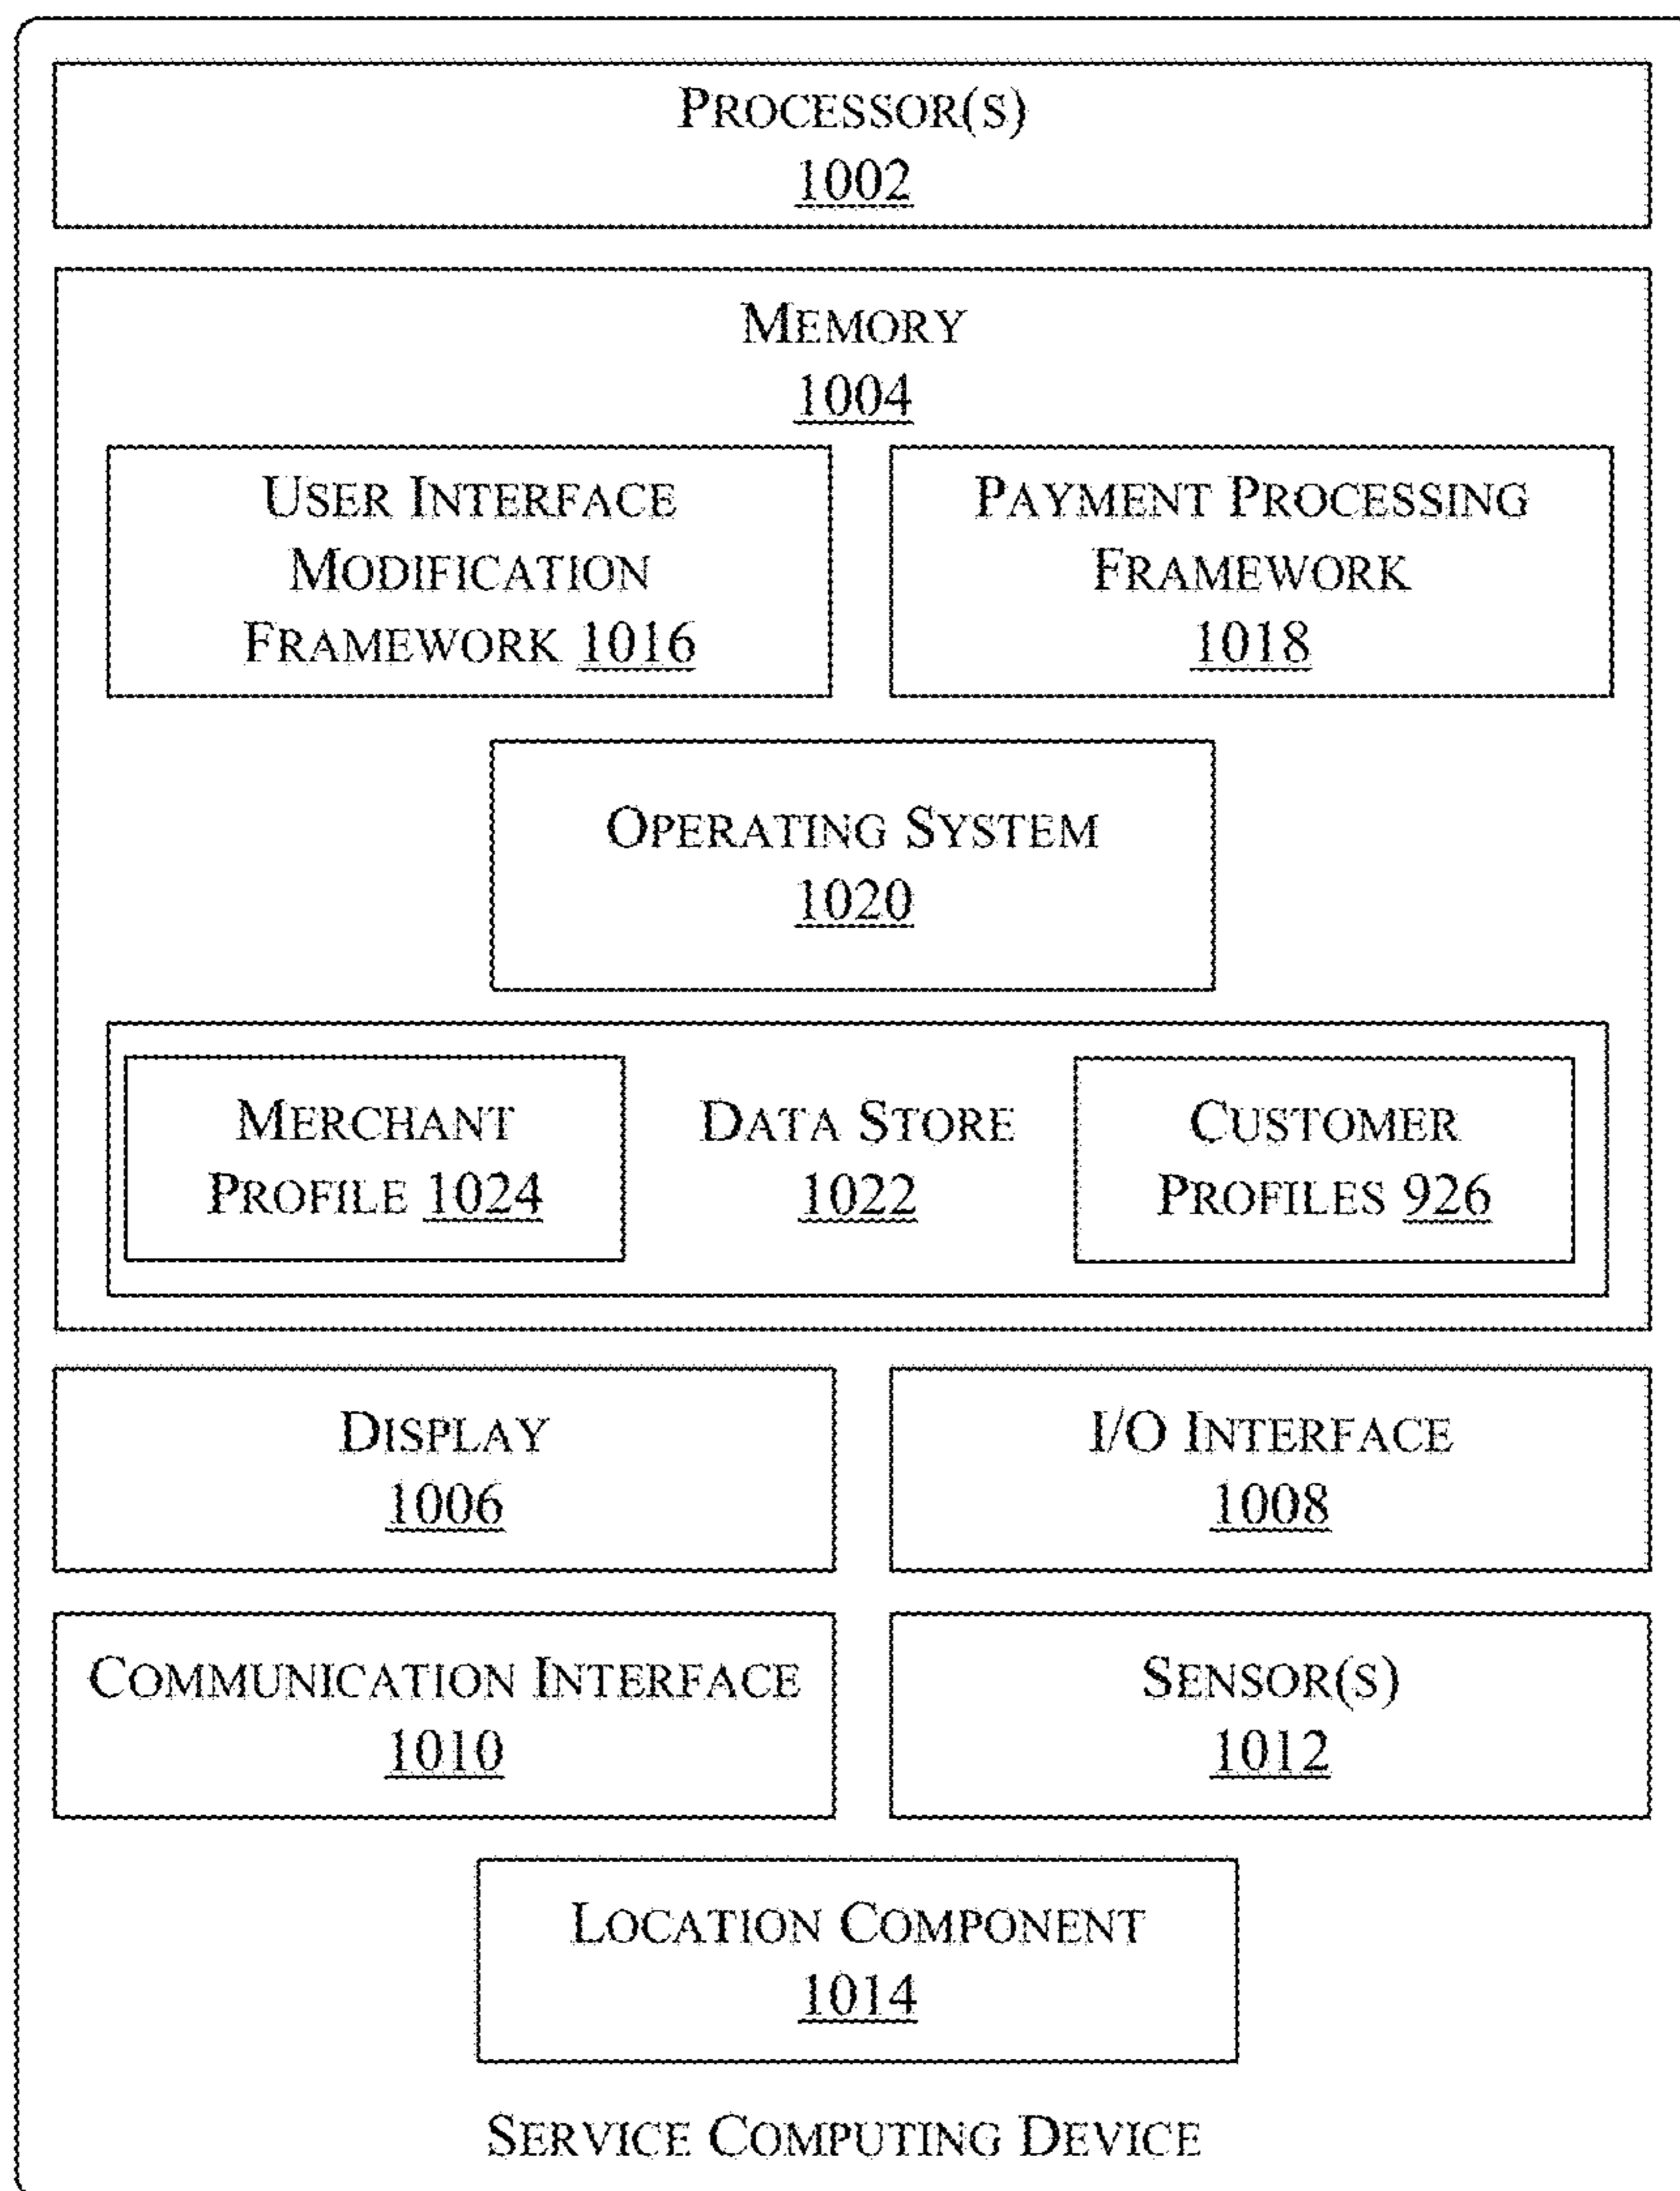 PROCESSOR(S)
1002
MEMORY
1004
USER INTERFACE
MODIFICATION
FRAMEWORK 1016
PAYMENT PROCESSING
FRAMEWORK
1018
OPERATING SYSTEM
1020
MERCHANT
PROFILE 1024
DATA STORE
1022
CUSTOMER
PROFILES 926
DISPLAY
1006
I/O INTERFACE
1008
COMMUNICATION INTERFACE
1010
SENSOR(S)
1012
LOCATION COMPONENT
1014
SERVICE COMPUTING DEVICE